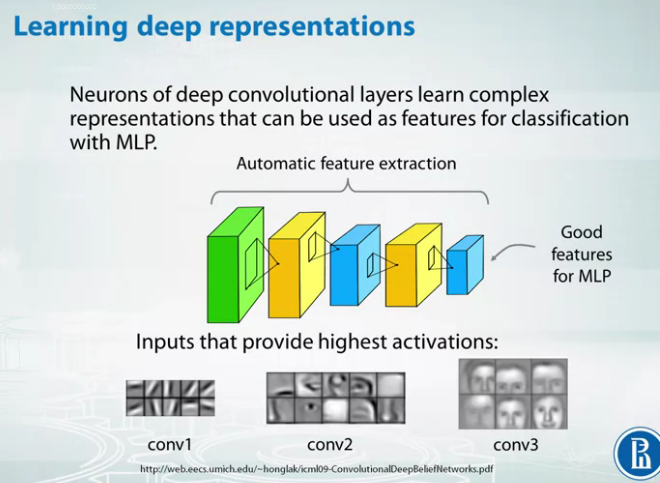 Learning deep representations
Neurons of deep convolutional layers learn complex
representations that can be used as features for classification
with MLP.
Automatic feature extraction
Good
features
for MLP
Inputs that provide highest activations:
conv1
conv2
conv3
http://web.eecs.umich.edu/~honglak/icml09-ConvolutionalDeepBeliefNetworks.pdf